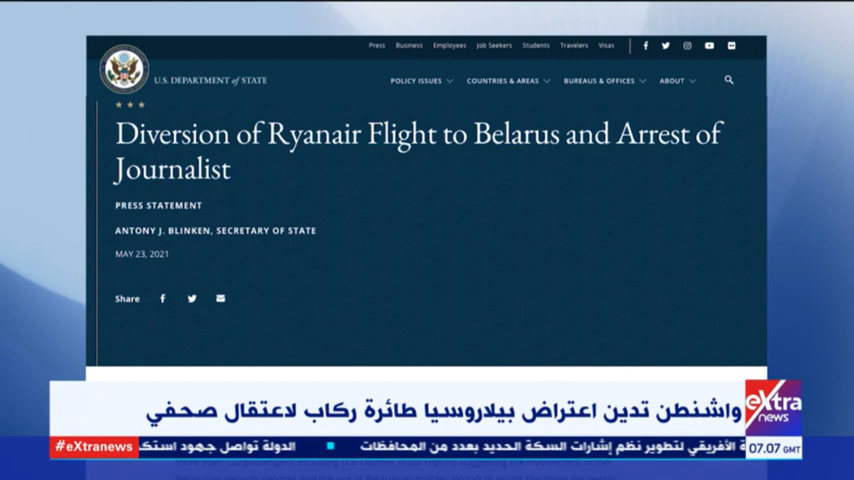 Press Business Employees Job Seekers Students Travelers Visas
U.S. DEPARTMENT of STATE
POLICY ISSUES COUNTRIES & AREAS BUREAUS & OFFICES ABOUT
Diversion of Ryanair Flight to Belarus and Arrest of
Journalist
PRESS STATEMENT
ANTONY J. BLINKEN, SECRETARY OF STATE
MAY 23, 2021
Share
واشنطن تدين اعتراض بيلاروسيا طائرة ركاب لاعتقال صحفي
eXtra
news
الأفريقي لتطوير نظم إشارات السكة الحديد بعدد من المحافظات
الدولة تواصل جهود
#eXtranews
07.07 GMT